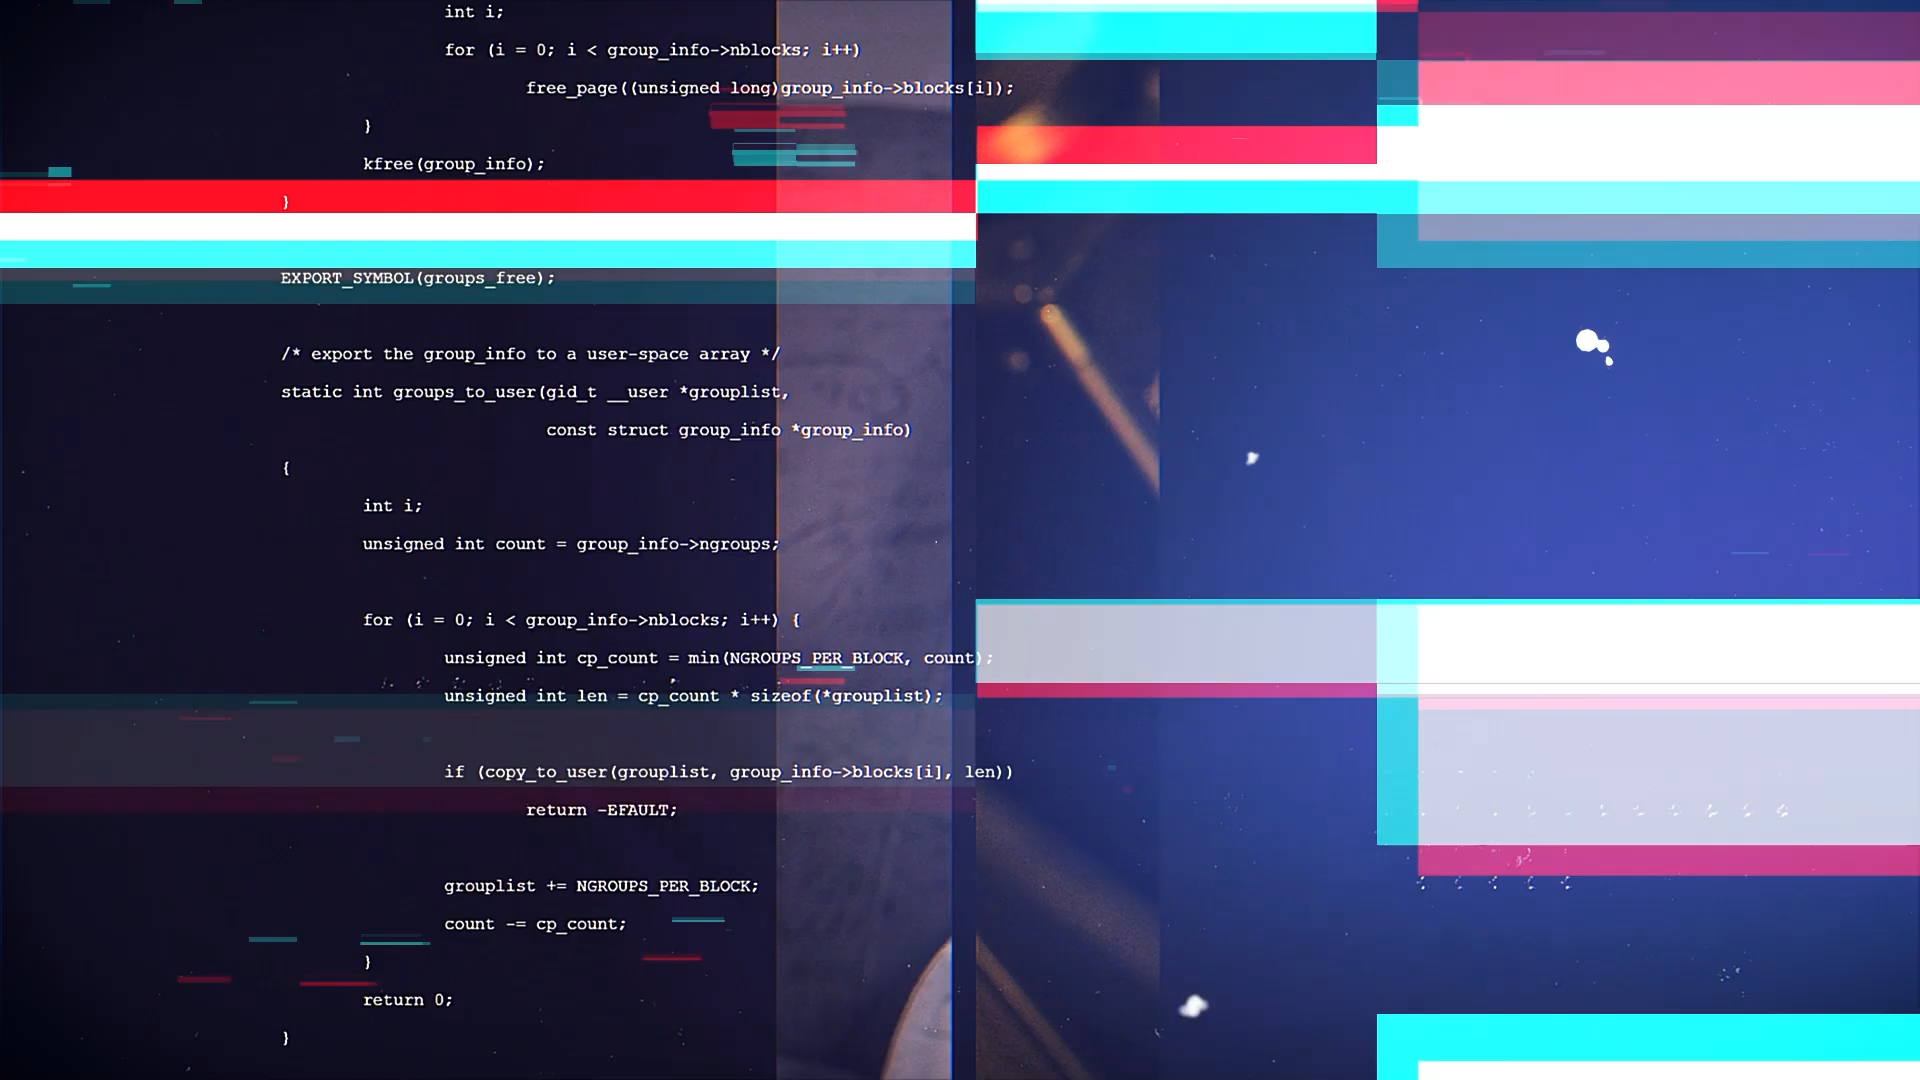 int i;
for (i = 0; i < group_info->nblocks; i++)
free_page((unsigned long)group_info->blocks[i]);
}
kfree(group_info);
}
EXPORT_SYMBOL(groups_free);
/* export the group_info to a user-space array */
static int groups_to_user(gid_t __user *grouplist,
const struct group_info *group_info)
{
int i;
unsigned int count = group_info->ngroups;
for (i = 0; i < group_info->nblocks; i++) {
unsigned int cp_count = min(NGROUPS_PER_BLOCK, count);
unsigned int len = cp_count * sizeof(*grouplist);
if (copy_to_user(grouplist, group_info->blocks[i], len))
return -EFAULT;
grouplist += NGROUPS_PER_BLOCK;
count -= cp_count;
}
return 0;
}